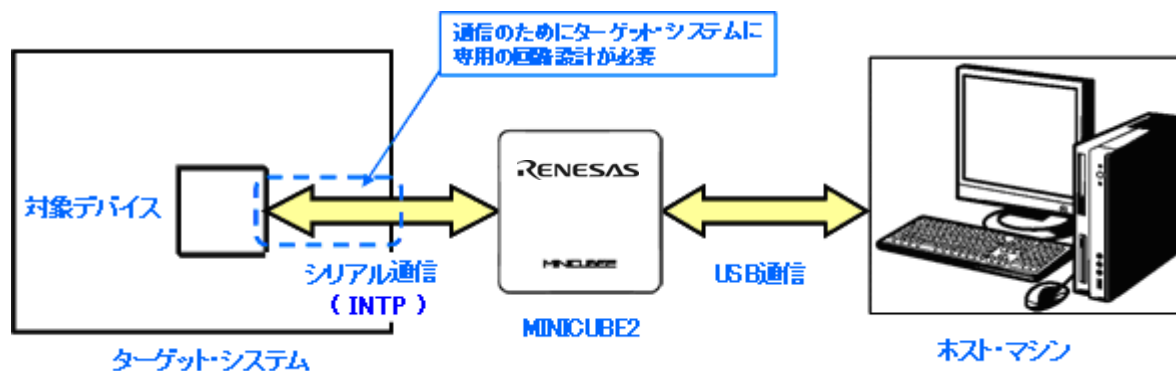 通信のためにターゲット・システムに
専用の回路設計が必要
RENESAS
対象デバイス
シリアル通信
( INTP )
MINICUBE2
USB通信
MINICUBE2
ターゲット・システム
ホスト・マシン